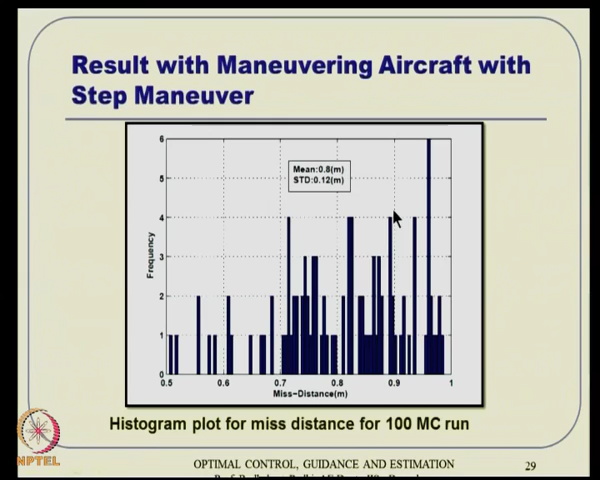 Result with Maneuvering Aircraft with
Step Maneuver
6
5
4
3
2
1
0
Frequency
Mean:0.8(m)
STD:0.12(m)
0.5 0.6 0.7 0.8 0.9 1
Miss-Distance(m)
Histogram plot for miss distance for 100 MC run
NPTEL
OPTIMAL CONTROL, GUIDANCE AND ESTIMATION
29